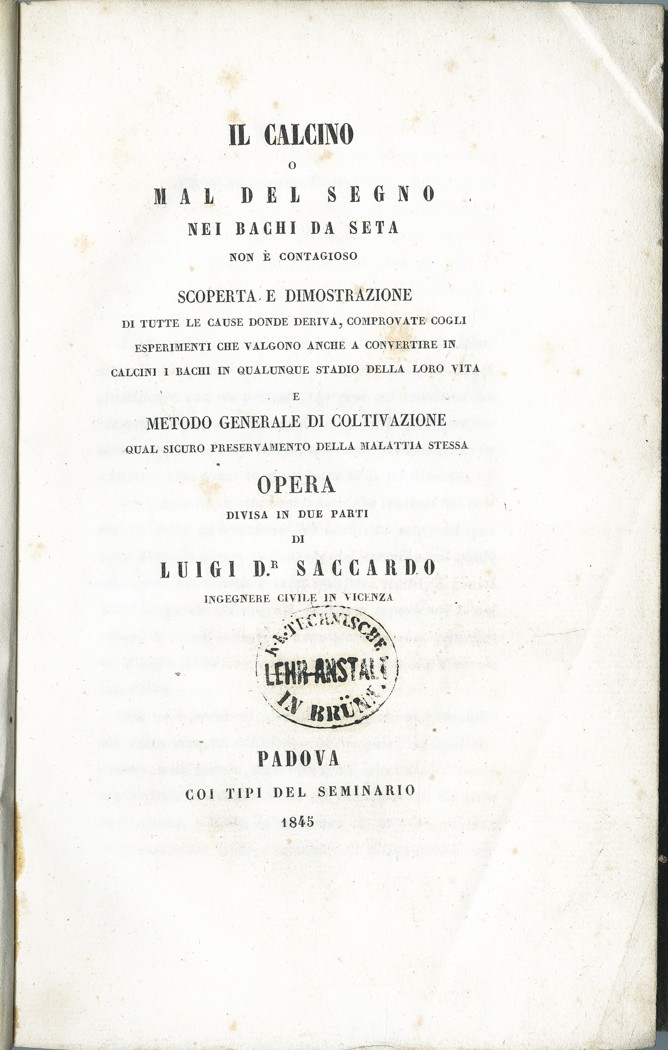 IL CALCINO
O
MAL DEL SEGNO
NEI BACHI DA SETA
NON È CONTAGIOSO
SCOPERTA E DIMOSTRAZIONE
DI TUTTE LE CAUSE DONDE DERIVA, COMPROVATE COGLI
ESPERIMENTI CHE VALGONO ANCHE A CONVERTIRE IN
CALCINI I BACHI IN QUALUNQUE STADIO DELLA LORO VITA
E
METODO GENERALE DI COLTIVAZIONE
QUAL SICURO PRESERVAMENTO DELLA MALATTIA STESSA
OPERA
DIVISA IN DUE PARTI
DI
LUIGI D.R SACCARDO
INGEGNERE CIVILE IN VICENZA
K.K. TECHNISCHE
LEHR-ANSTALT
IN BRÜNN.
PADOVA
COI TIPI DEL SEMINARIO
1845